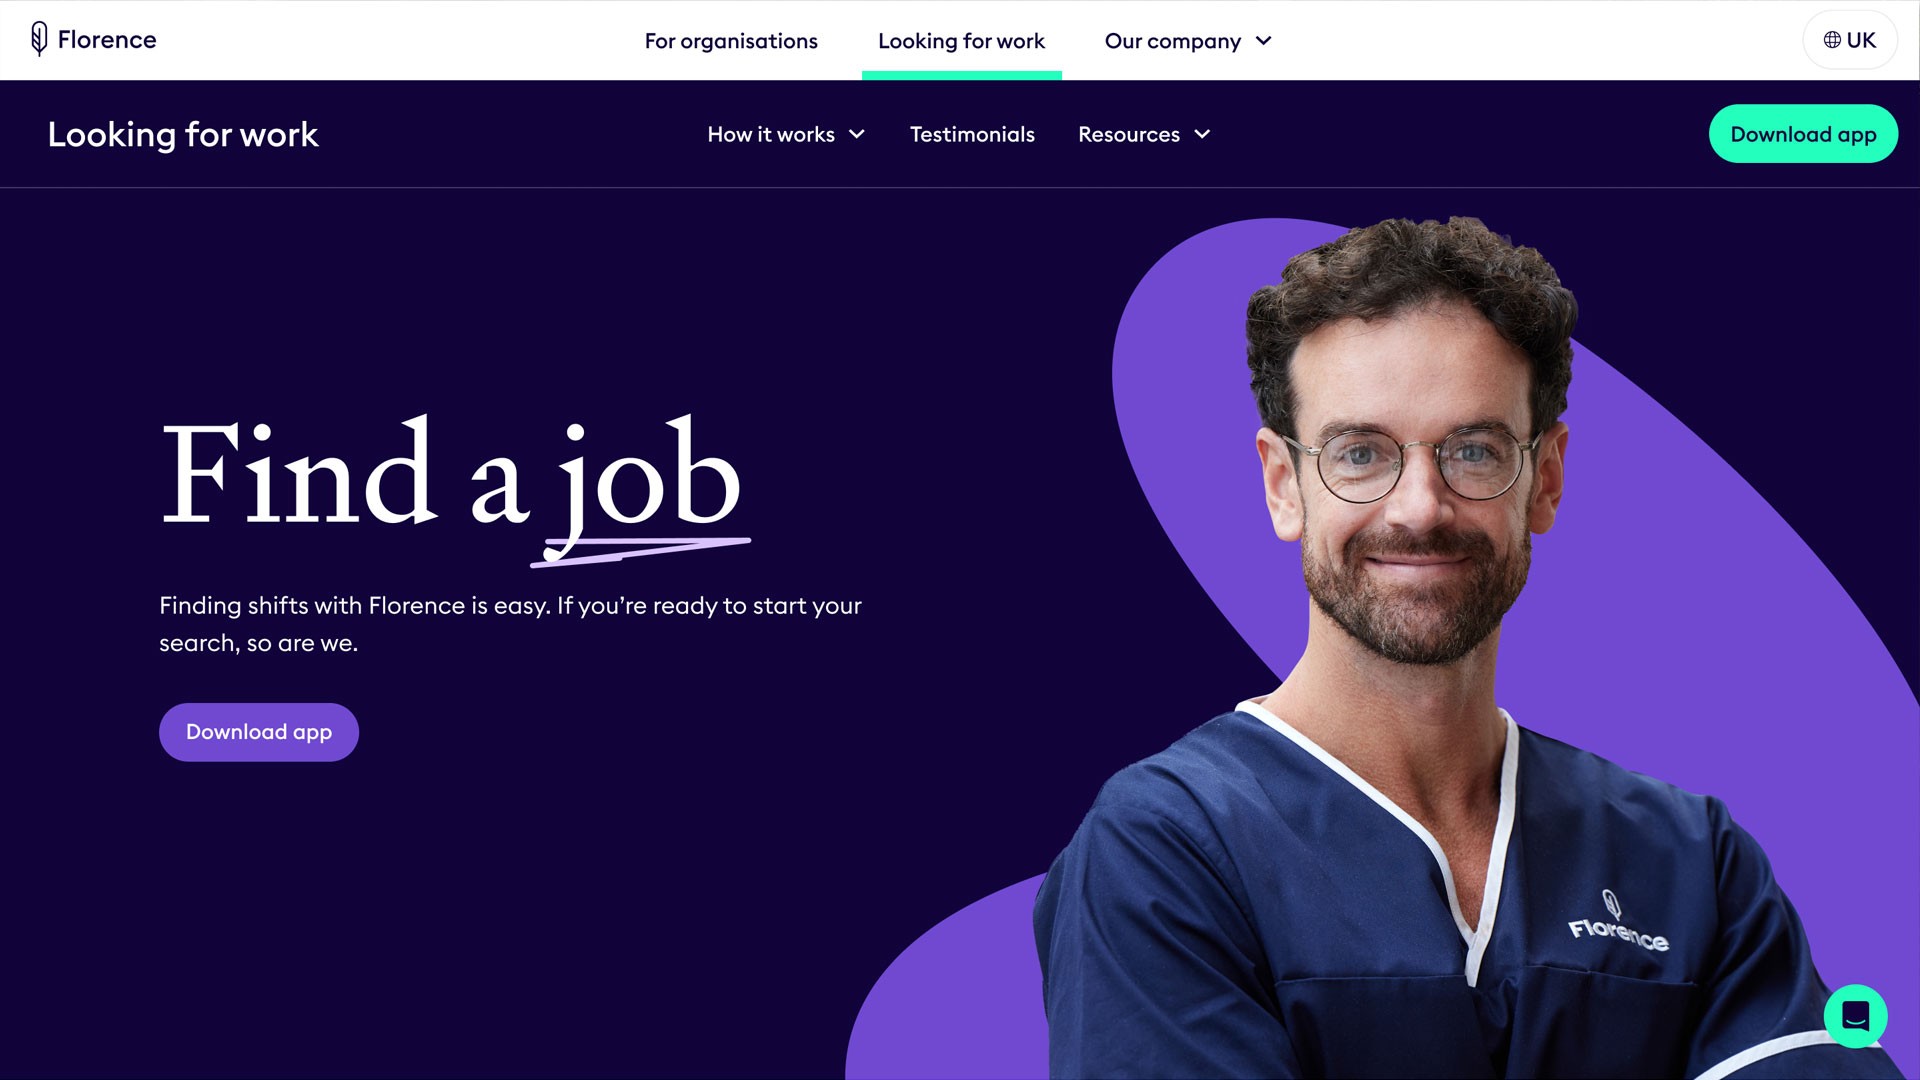 Florence
For organisations
Looking for work
Our company
UK
Looking for work
How it works
Testimonials
Resources
Download app
Find a job
Finding shifts with Florence is easy. If you’re ready to start your
search, so are we.
Download app
Florence